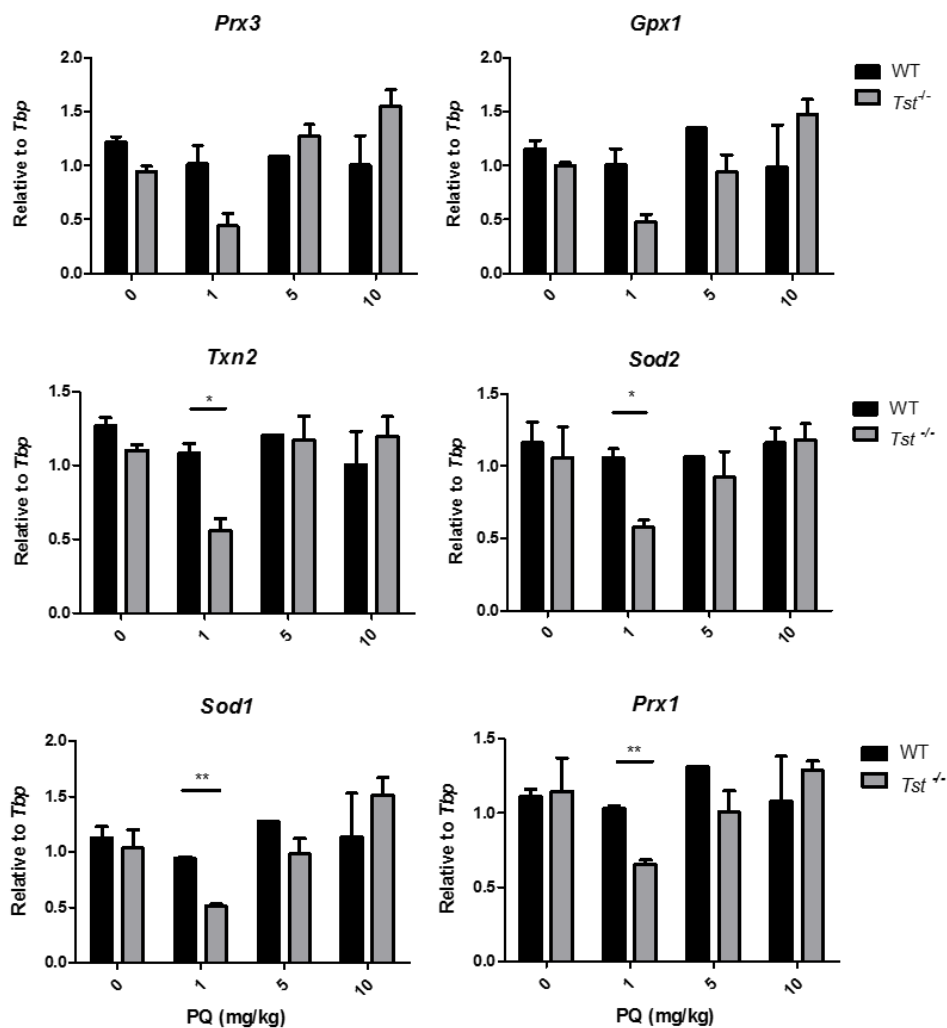 Prx3
Relative to Tbp
2.0
1.5
1.0
0.5
0.0
0 1 5 10
Gpx1
Relative to Tbp
2.0
1.5
1.0
0.5
0.0
0 1 5 10
WT
Tst-/-
Txn2
Relative to Tbp
1.5
1.0
0.5
0.0
*
0 1 5 10
Sod2
Relative to Tbp
1.5
1.0
0.5
0.0
*
0 1 5 10
WT
Tst -/-
Sod1
Relative to Tbp
2.0
1.5
1.0
0.5
0.0
**
0 1 5 10
PQ (mg/kg)
Prx1
Relative to Tbp
1.5
1.0
0.5
0.0
**
0 1 5 10
PQ (mg/kg)
WT
Tst -/-